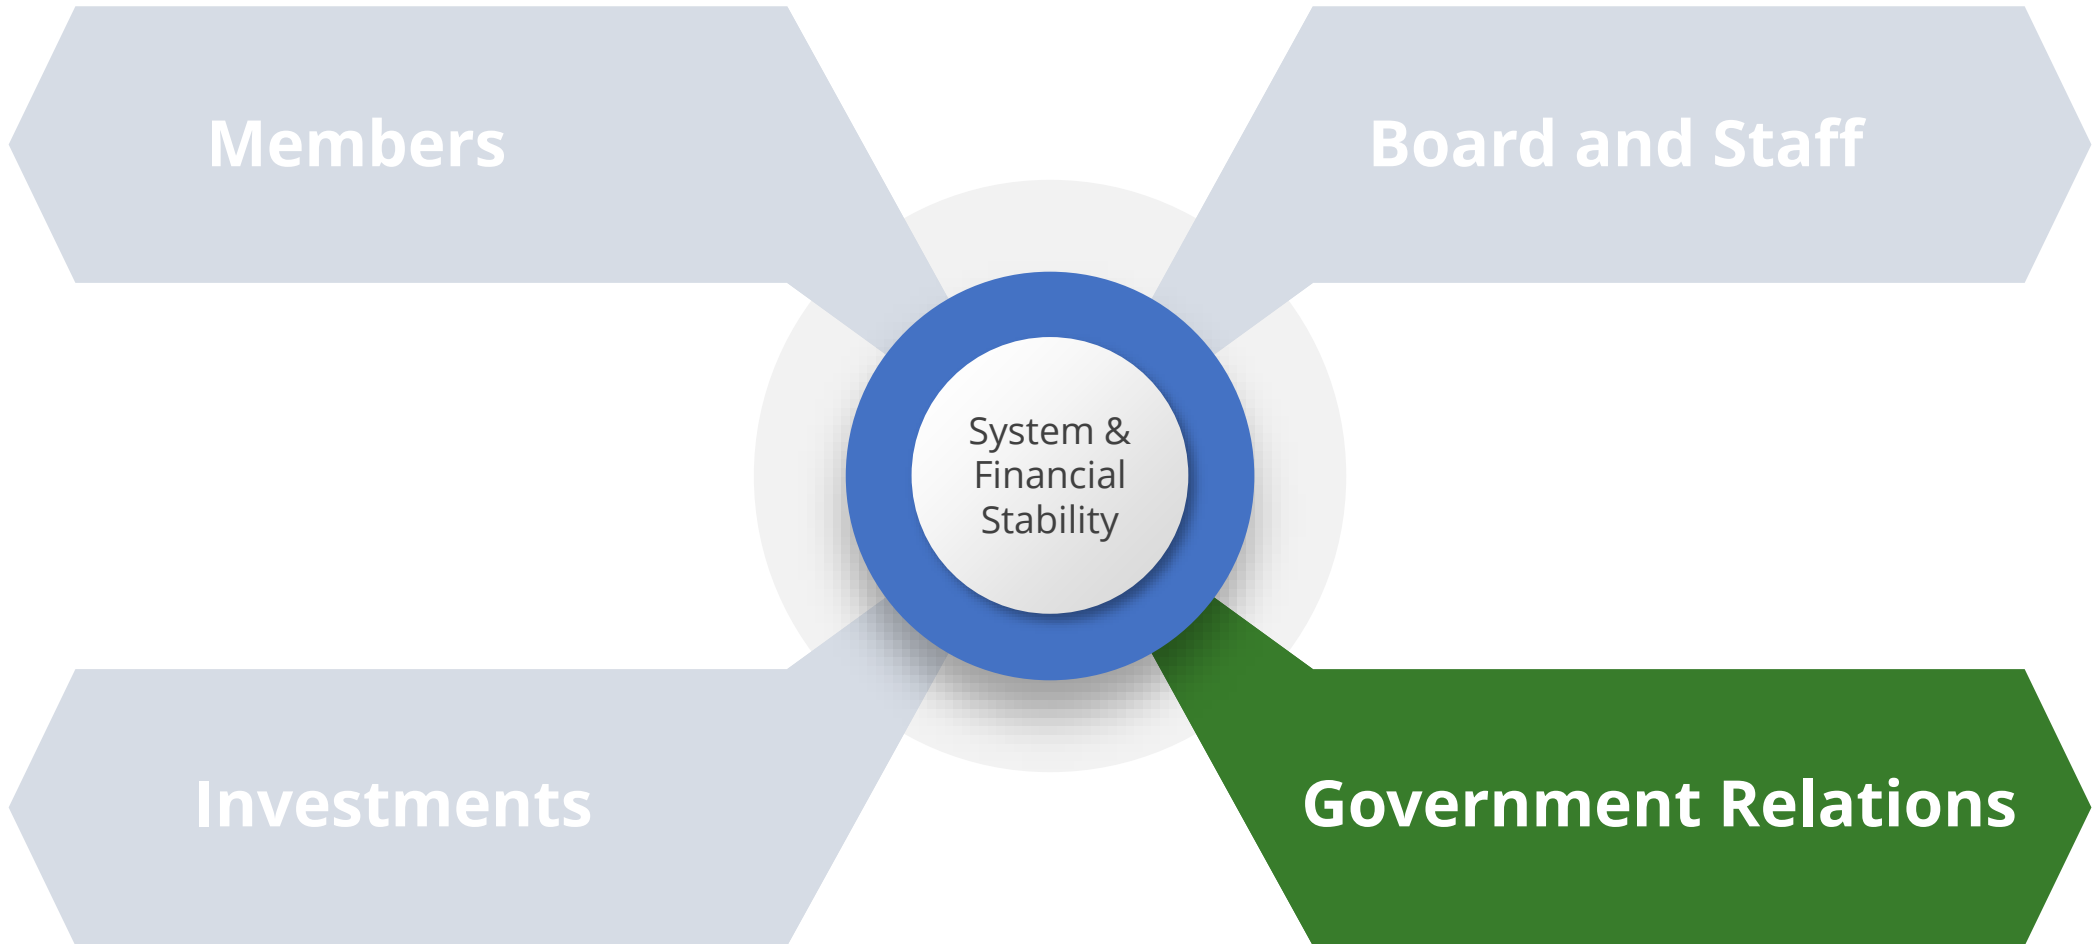 Members
Board and Staff
System &
Financial
Stability
Investments
Government Relations